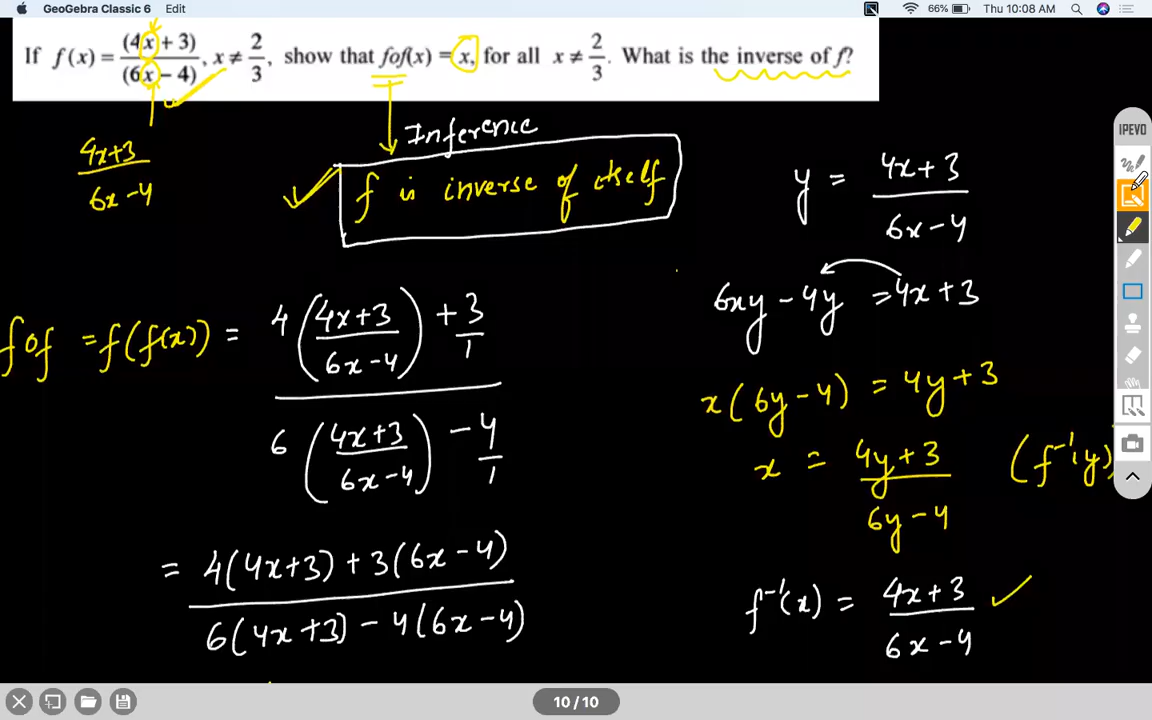 GeoGebra Classic 6 Edit 66% Thu 10:08 AM
If f(x) = (4x + 3)/(6x − 4), x ≠ 2/3, show that fof(x) = x, for all x ≠ 2/3. What is the inverse of f?
Inference
f is inverse of itself
(4x+3)/(6x−4)
fof = f(f(x)) = (4((4x+3)/(6x−4)) + 3/1)/(6((4x+3)/(6x−4)) − 4/1)
= (4(4x+3) + 3(6x−4))/(6(4x+3) − 4(6x−4))
y = (4x+3)/(6x−4)
6xy − 4y = 4x+3
x(6y−4) = 4y+3
x = (4y+3)/(6y−4) (f⁻¹(y)
f⁻¹(x) = (4x+3)/(6x−4)
IPEVO
10 / 10